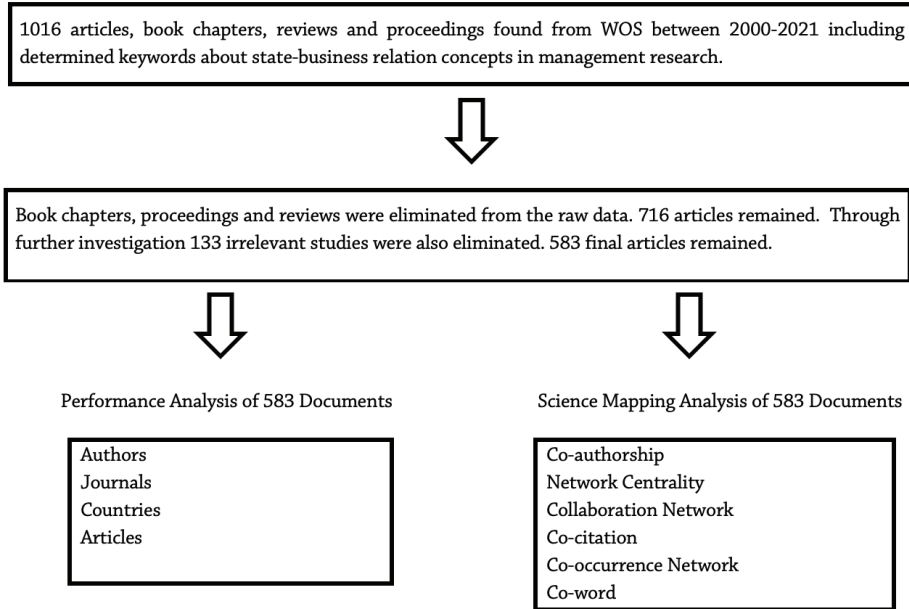 1016 articles, book chapters, reviews and proceedings found from WOS between 2000-2021 including
determined keywords about state-business relation concepts in management research.
Book chapters, proceedings and reviews were eliminated from the raw data. 716 articles remained. Through
further investigation 133 irrelevant studies were also eliminated. 583 final articles remained.
Performance Analysis of 583 Documents
Authors
Journals
Countries
Articles
Science Mapping Analysis of 583 Documents
Co-authorship
Network Centrality
Collaboration Network
Co-citation
Co-occurrence Network
Co-word